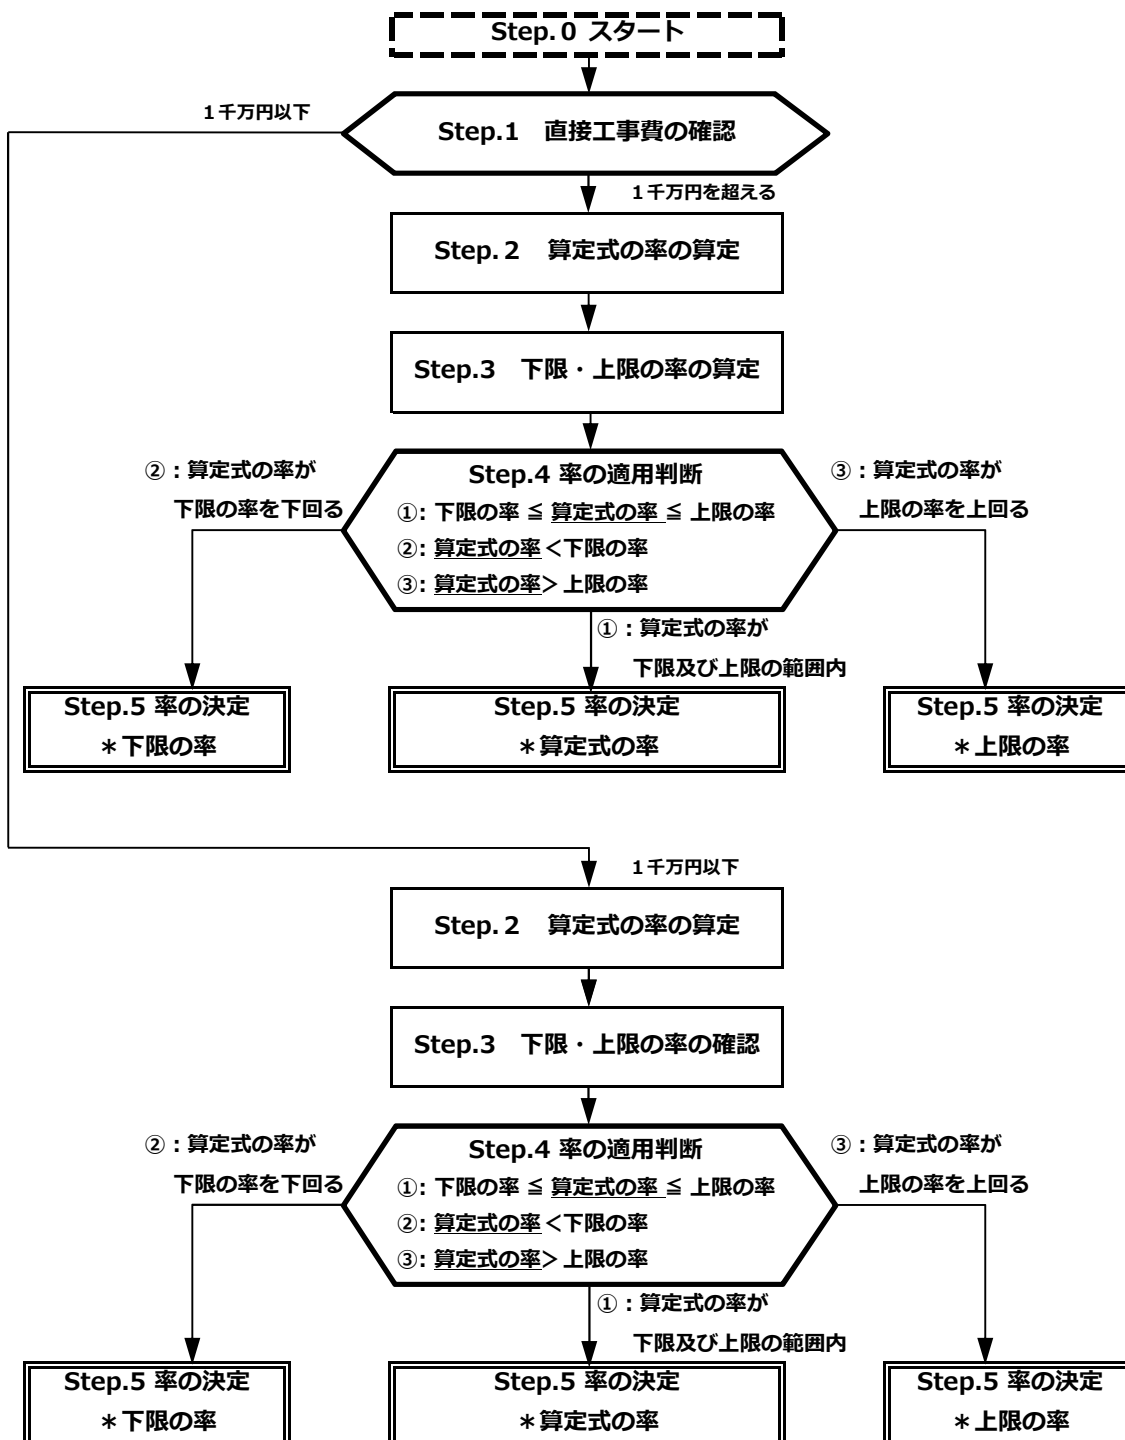 Step.0 スタート
1千万円以下
Step.1 直接工事費の確認
1千万円を超える
Step.2 算定式の率の算定
Step.3 下限・上限の率の算定
②:算定式の率が
下限の率を下回る
Step.4 率の適用判断
①: 下限の率 ≦ 算定式の率 ≦ 上限の率
②: 算定式の率<下限の率
③: 算定式の率>上限の率
③:算定式の率が
上限の率を上回る
①:算定式の率が
下限及び上限の範囲内
Step.5 率の決定
*下限の率
Step.5 率の決定
*算定式の率
Step.5 率の決定
*上限の率
1千万円以下
Step.2 算定式の率の算定
Step.3 下限・上限の率の確認
②:算定式の率が
下限の率を下回る
Step.4 率の適用判断
①: 下限の率 ≦ 算定式の率 ≦ 上限の率
②: 算定式の率<下限の率
③: 算定式の率>上限の率
③:算定式の率が
上限の率を上回る
①:算定式の率が
下限及び上限の範囲内
Step.5 率の決定
*下限の率
Step.5 率の決定
*算定式の率
Step.5 率の決定
*上限の率